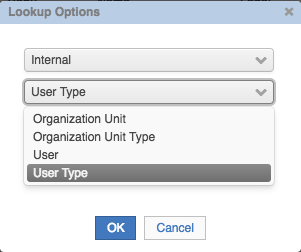 Lookup Options
Internal
User Type
Organization Unit
Organization Unit Type
User
User Type
OK Cancel